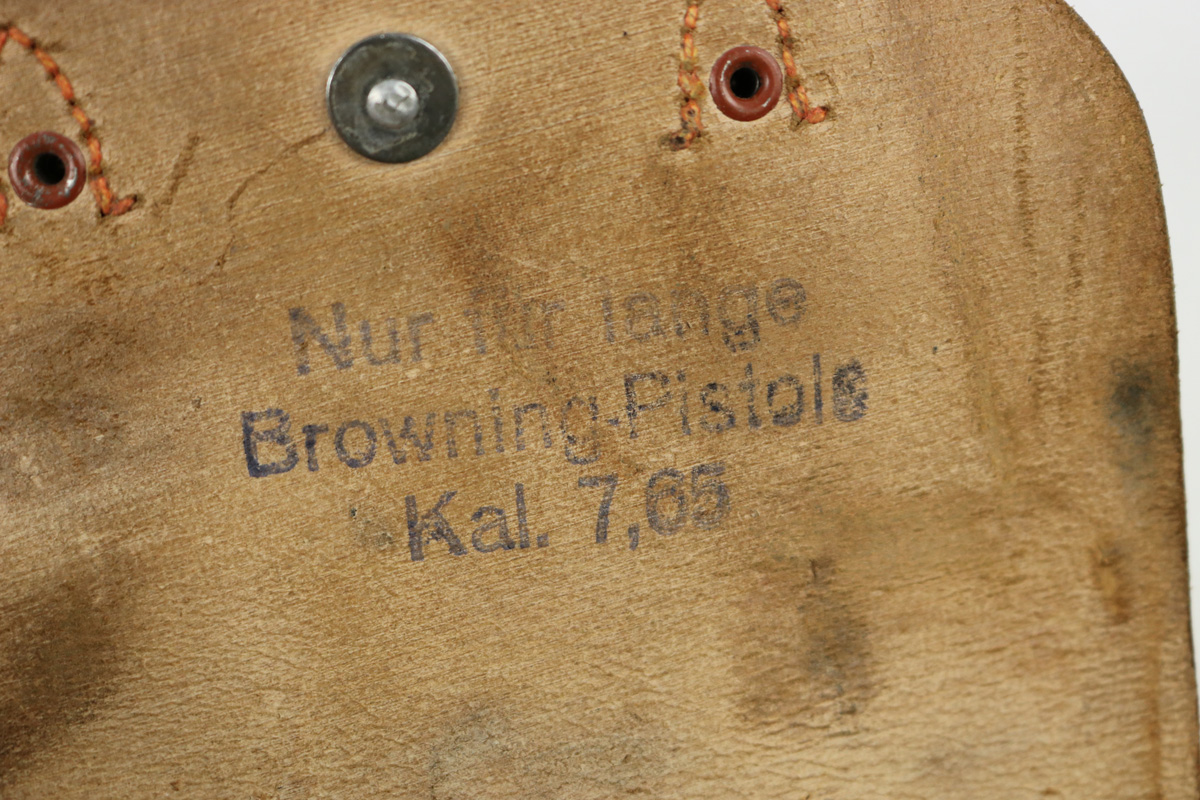 Nur für lange
Browning-Pistole
Kal. 7,65